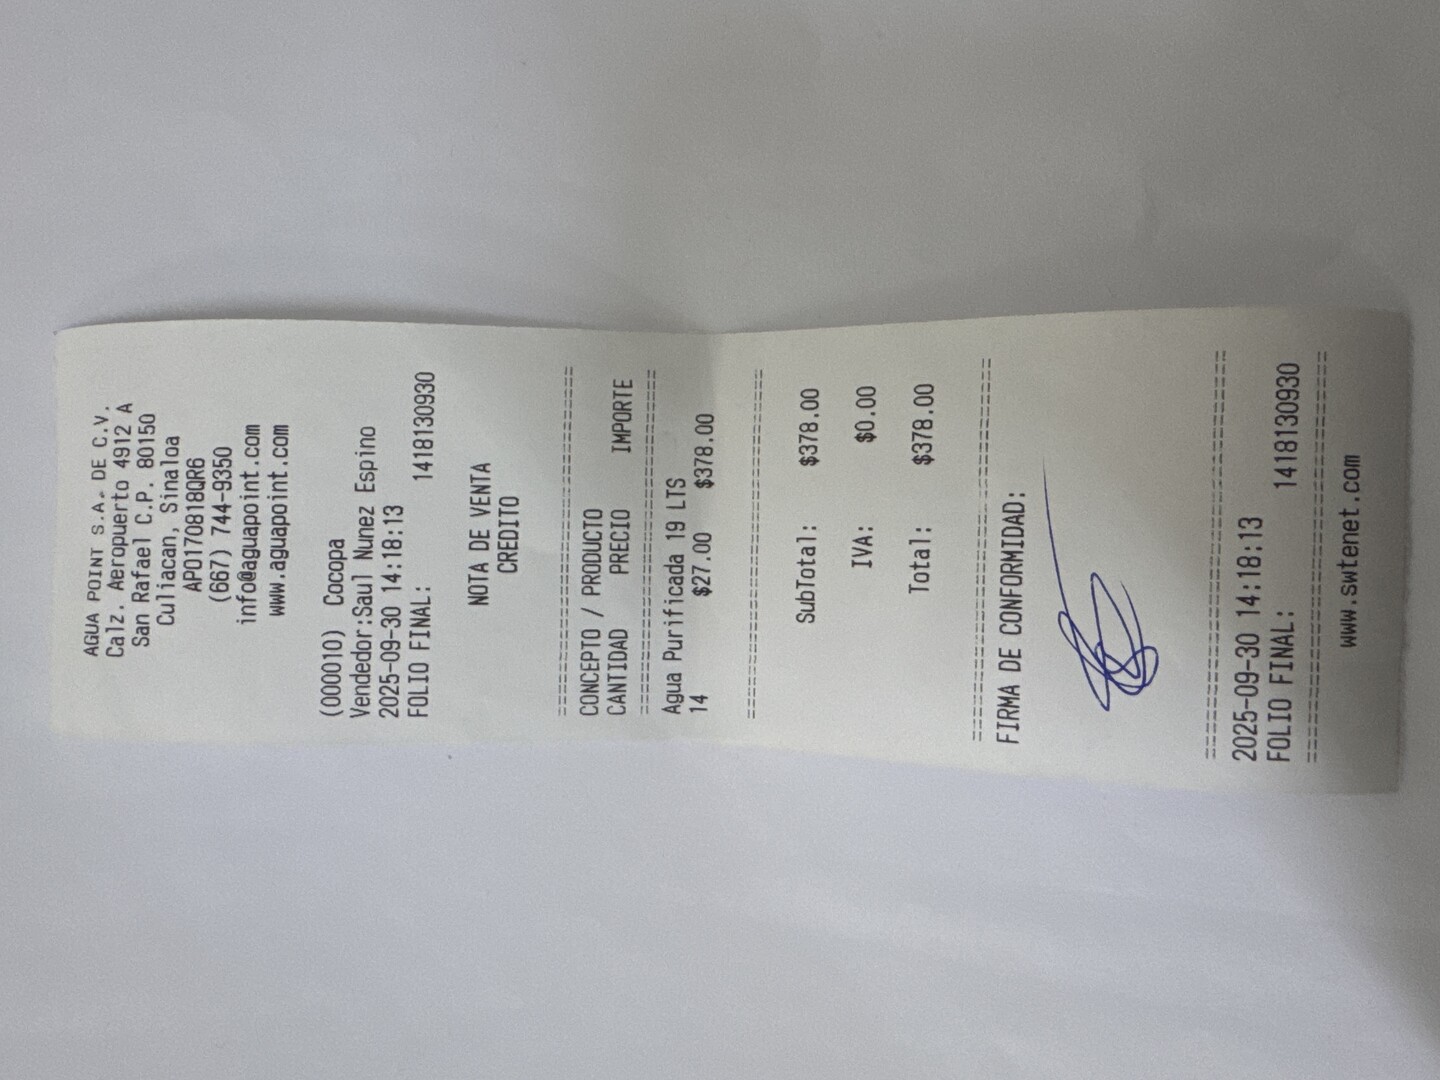 AGUA POINT S.A. DE C.V.
Calz. Aeropuerto 4912 A
San Rafael C.P. 80150
Culiacan, Sinaloa
APO170818QR6
(667) 744-9350
info@aguapoint.com
www.aguapoint.com
(000010) Cocopa
Vendedor:Saul Nunez Espino
2025-09-30 14:18:13
FOLIO FINAL: 1418130930
NOTA DE VENTA
CREDITO
================================
CONCEPTO / PRODUCTO
CANTIDAD PRECIO IMPORTE
================================
Agua Purificada 19 LTS
14 $27.00 $378.00
================================
SubTotal: $378.00
IVA: $0.00
Total: $378.00
================================
FIRMA DE CONFORMIDAD:
================================
2025-09-30 14:18:13
FOLIO FINAL: 1418130930
================================
www.swtenet.com